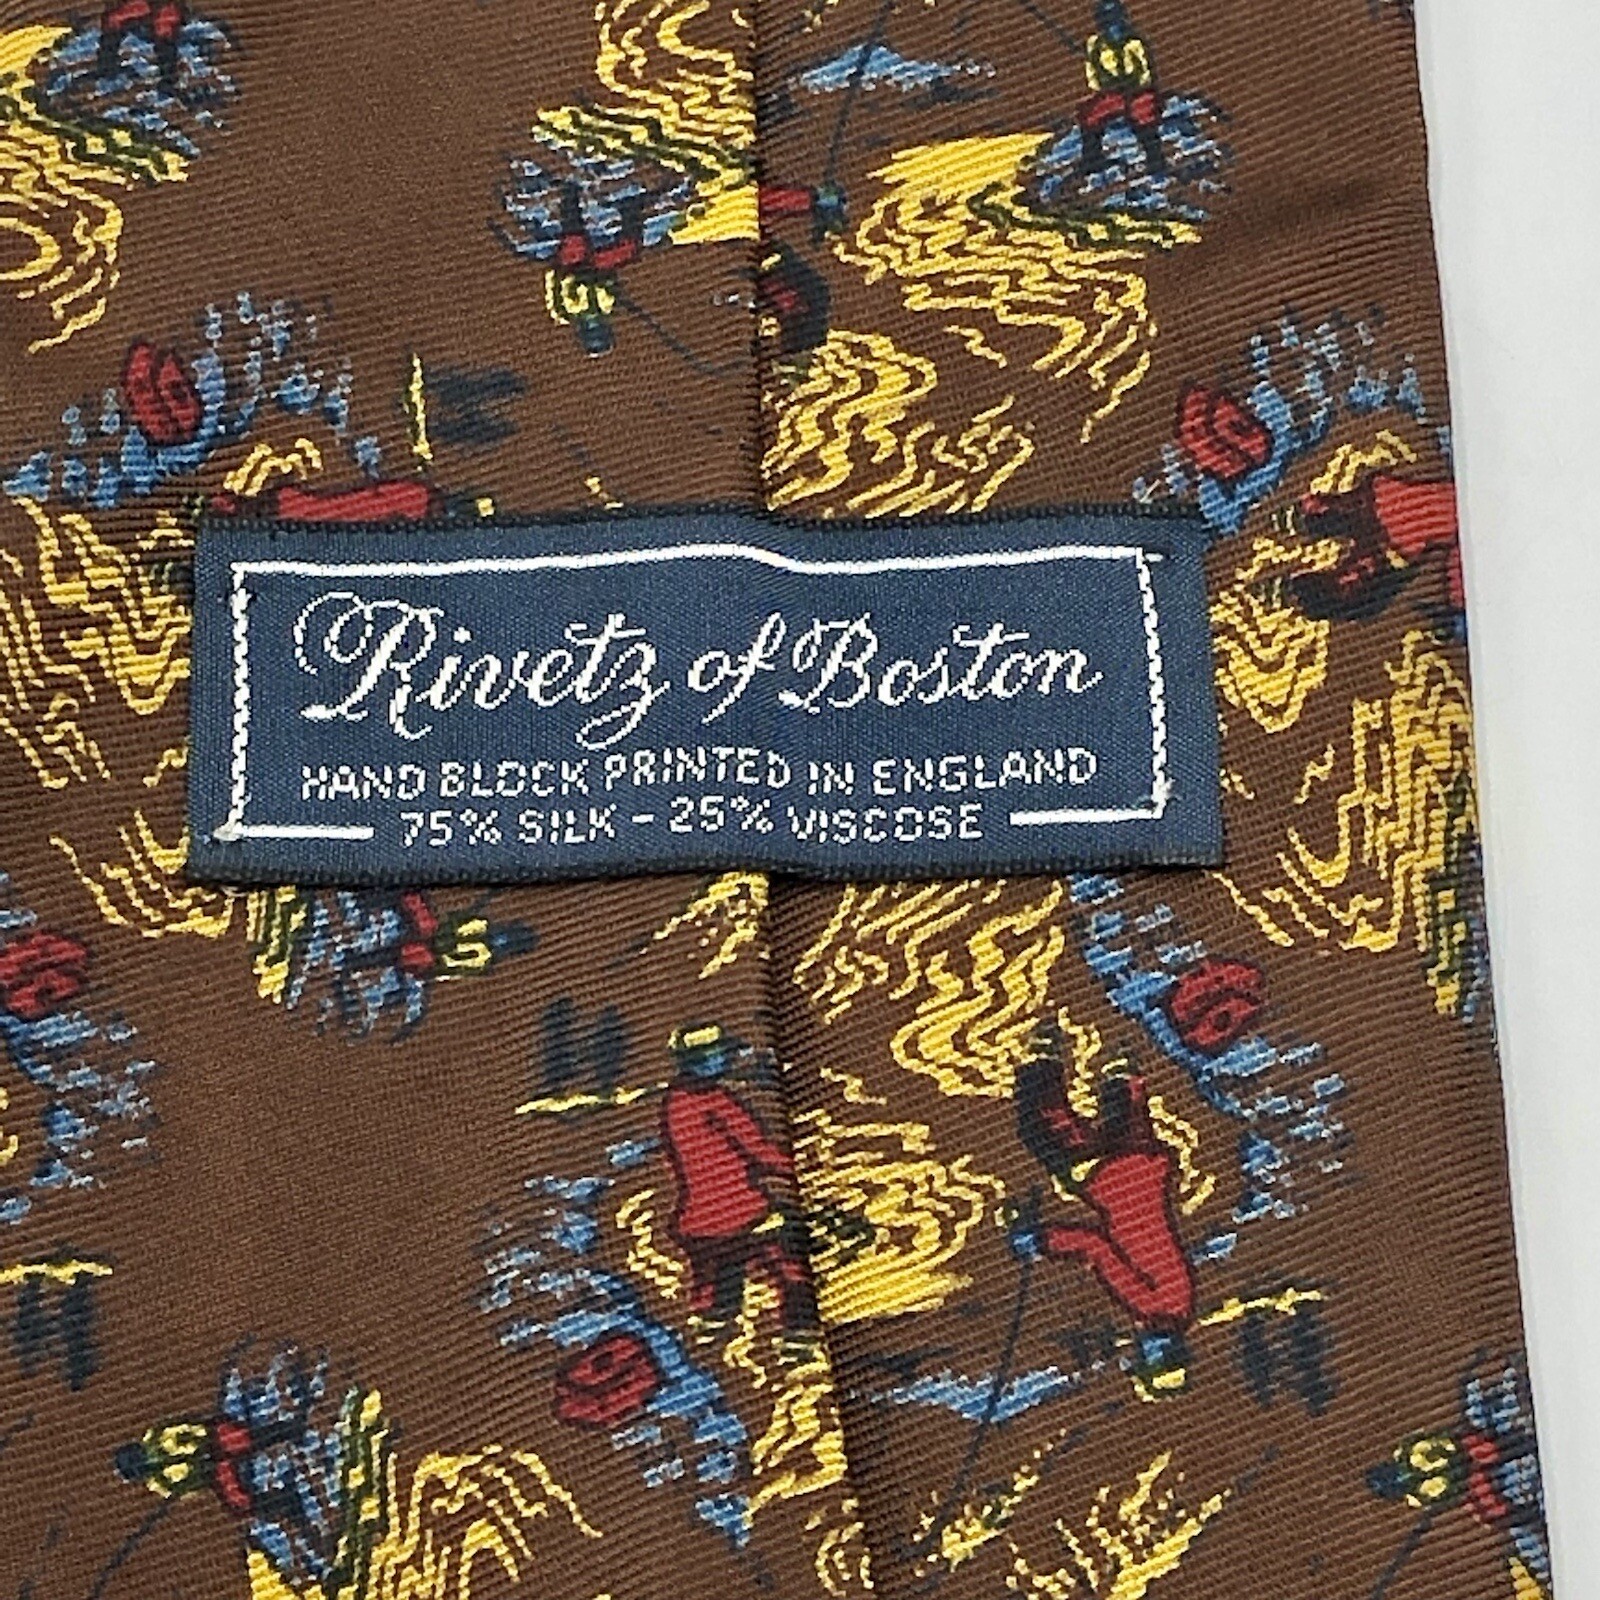 Rivetz of Boston
HAND BLOCK PRINTED IN ENGLAND
75% SILK - 25% VISCOSE